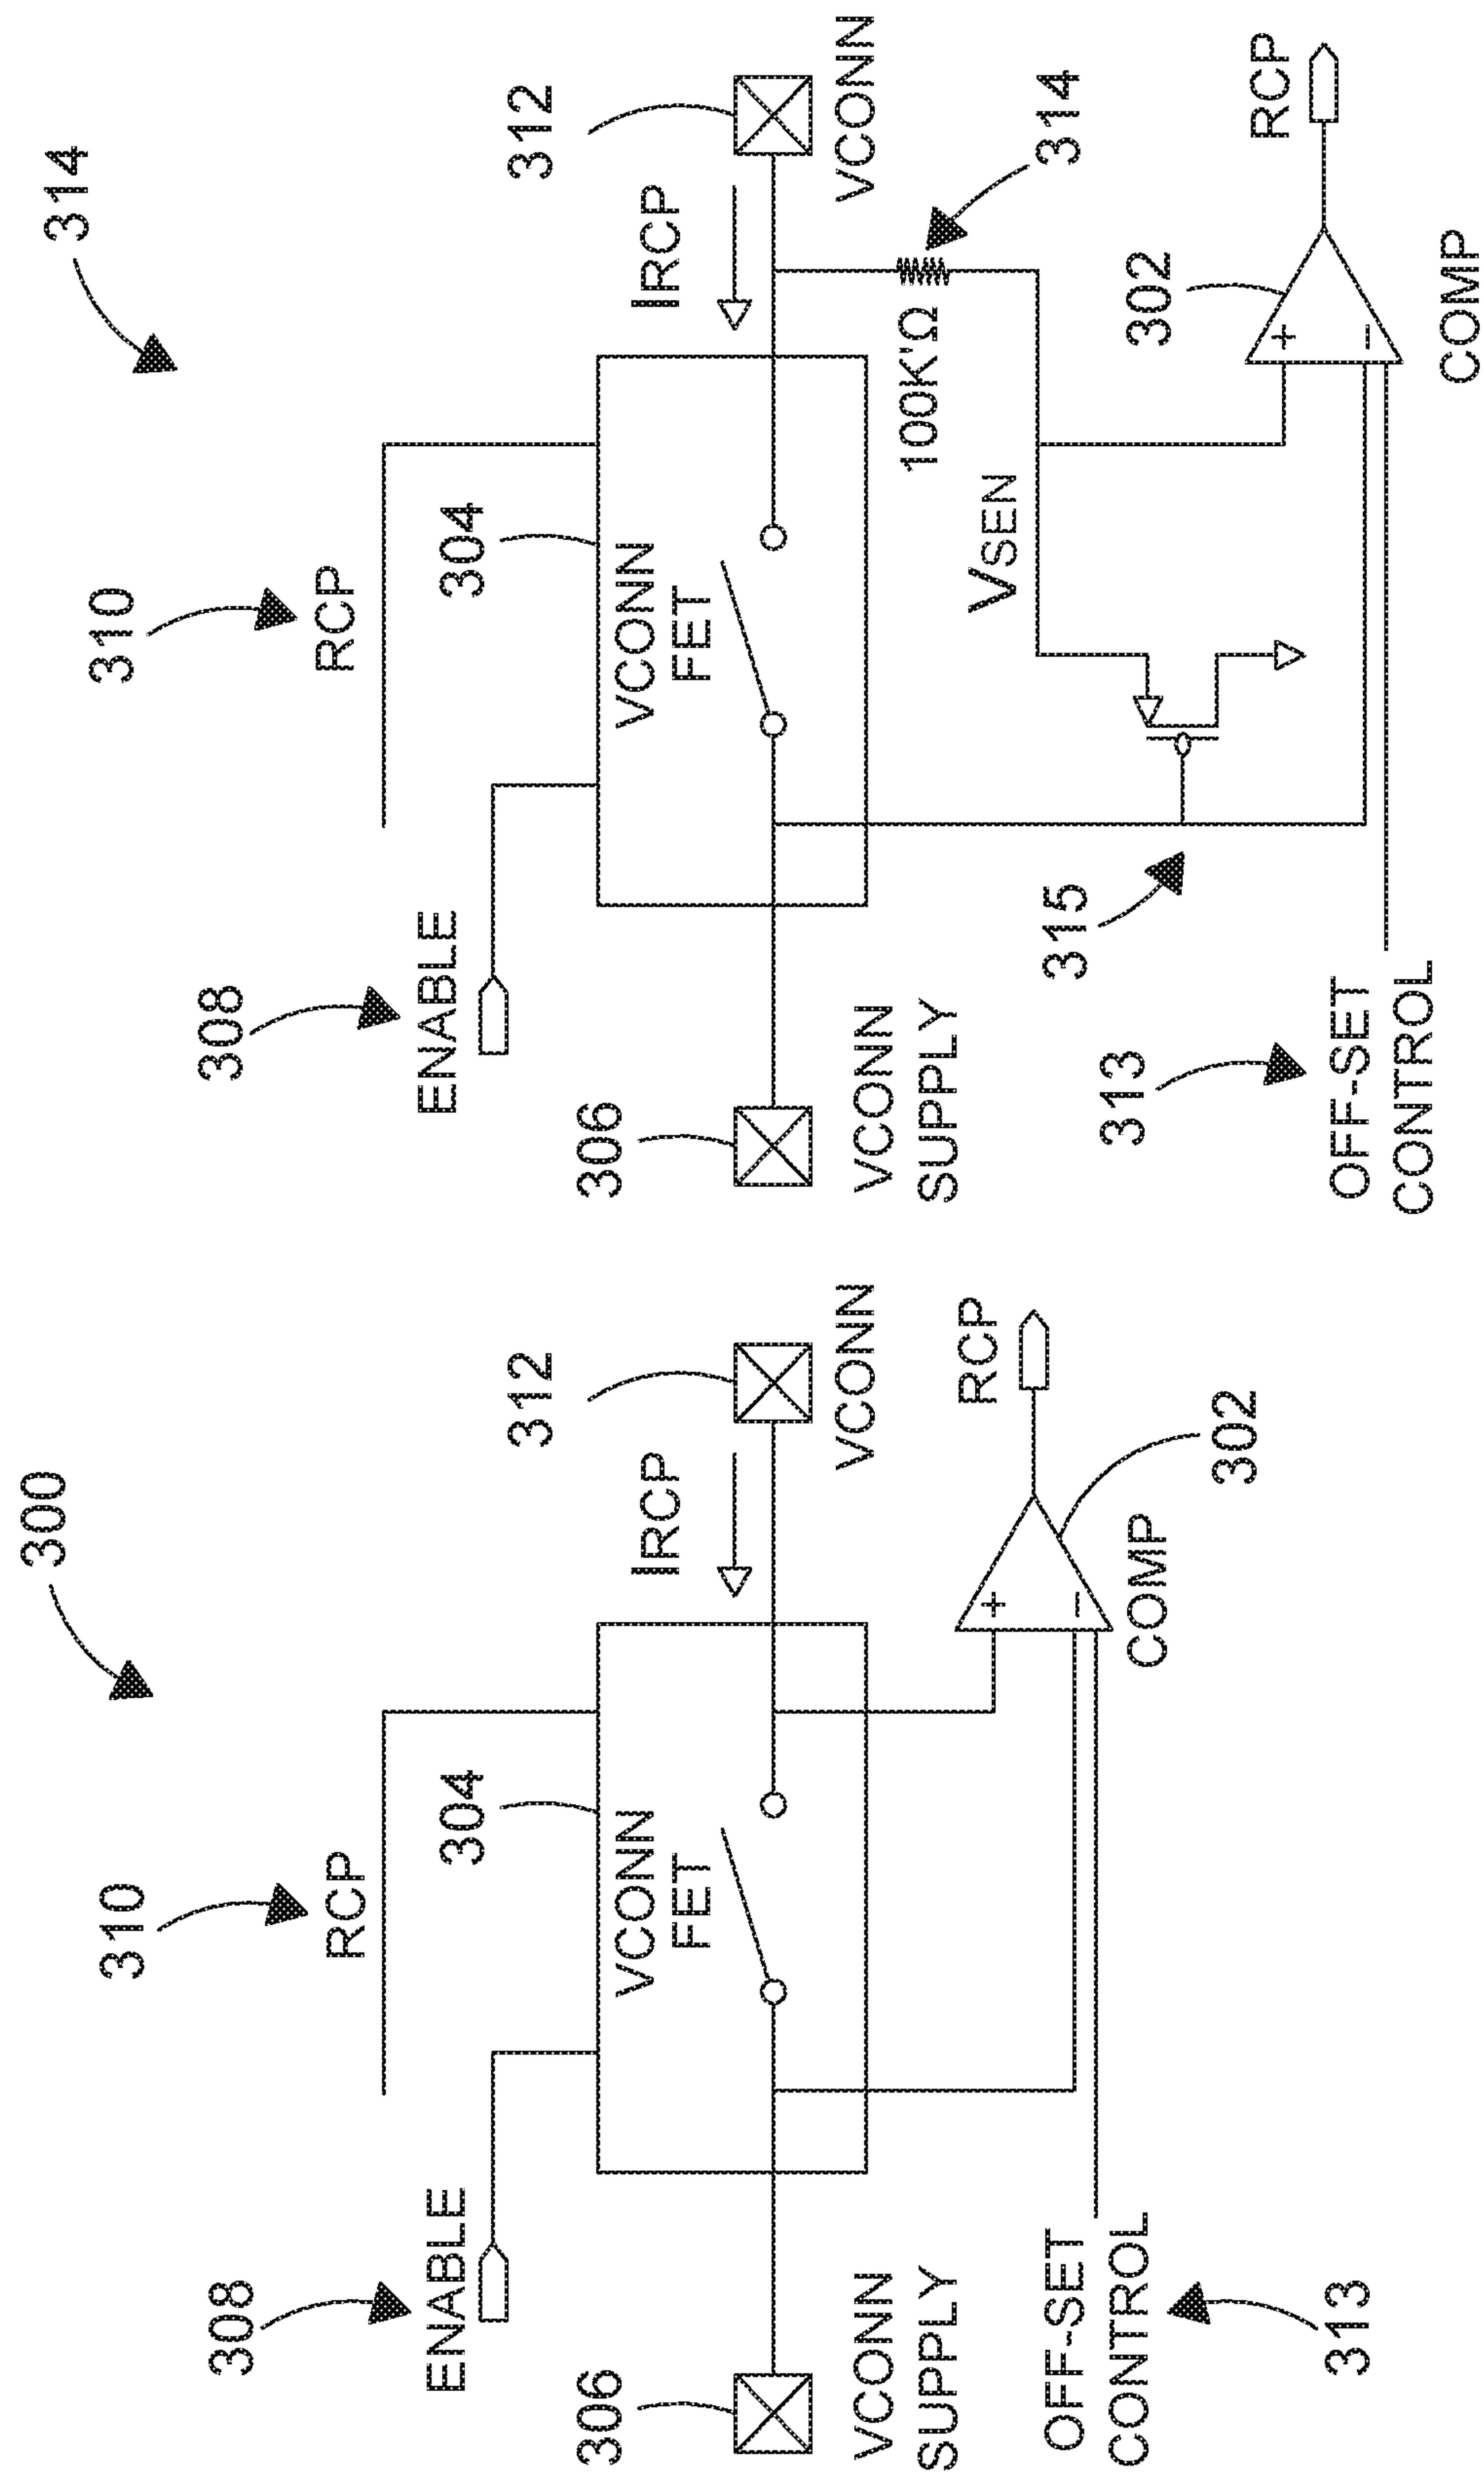 300
310
RCP
308
ENABLE
304
VCONN
FET
306
VCONN
SUPPLY
IRCP
312
VCONN
RCP
+
−
COMP
302
OFF-SET
CONTROL
313
314
310
RCP
308
ENABLE
304
VCONN
FET
306
VCONN
SUPPLY
IRCP
312
VCONN
100K'Ω
314
VSEN
315
302
RCP
+
−
COMP
313
OFF-SET
CONTROL